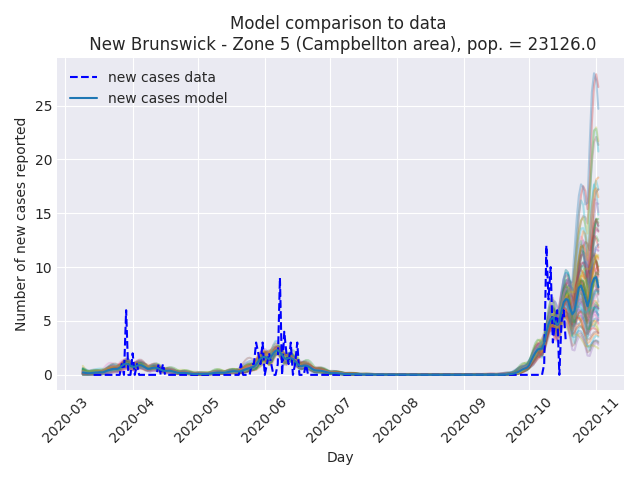 Model comparison to data
New Brunswick - Zone 5 (Campbellton area), pop. = 23126.0
new cases data
new cases model
Number of new cases reported
25
20
15
10
5
0
2020-03
2020-04
2020-05
2020-06
2020-07
2020-08
2020-09
2020-10
2020-11
Day